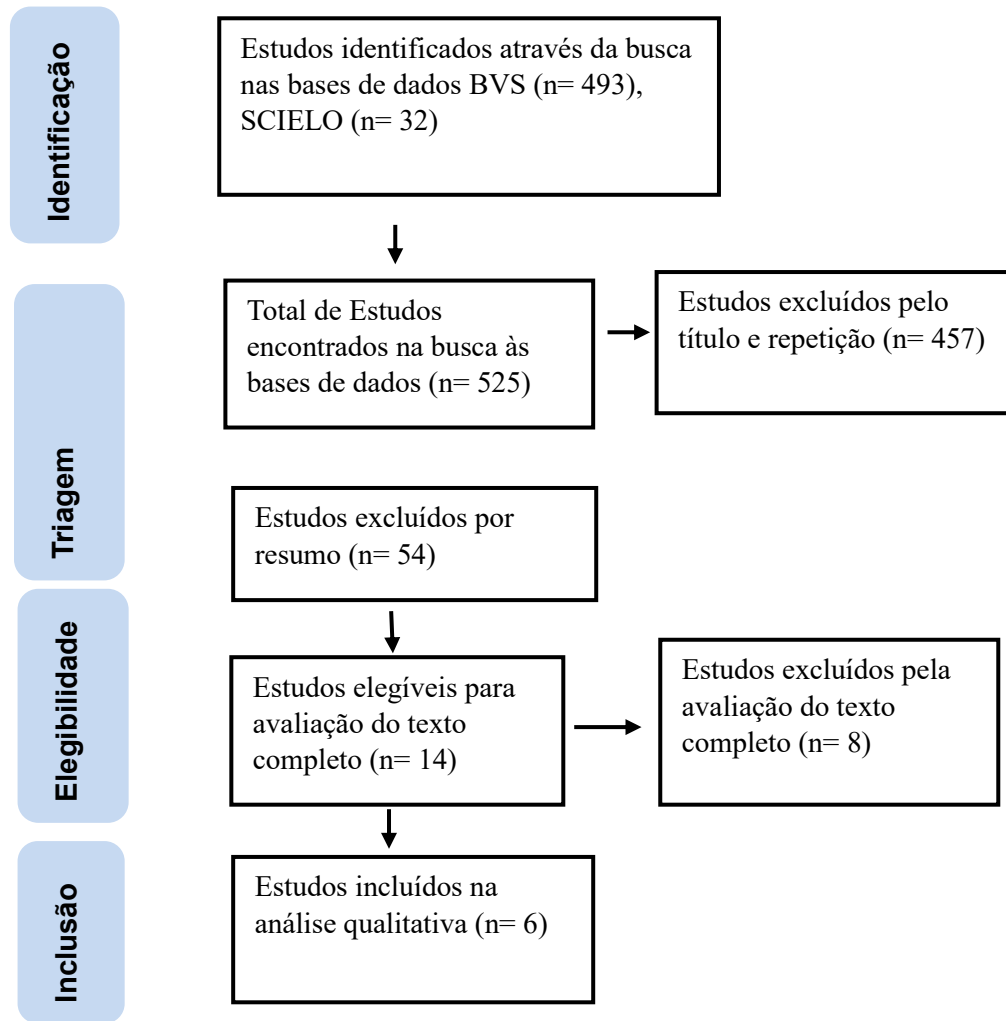 Identificação
Estudos identificados através da busca
nas bases de dados BVS (n= 493),
SCIELO (n= 32)
Triagem
Total de Estudos
encontrados na busca às
bases de dados (n= 525)
Estudos excluídos pelo
título e repetição (n= 457)
Estudos excluídos por
resumo (n= 54)
Elegibilidade
Estudos elegíveis para
avaliação do texto
completo (n= 14)
Estudos excluídos pela
avaliação do texto
completo (n= 8)
Inclusão
Estudos incluídos na
análise qualitativa (n= 6)